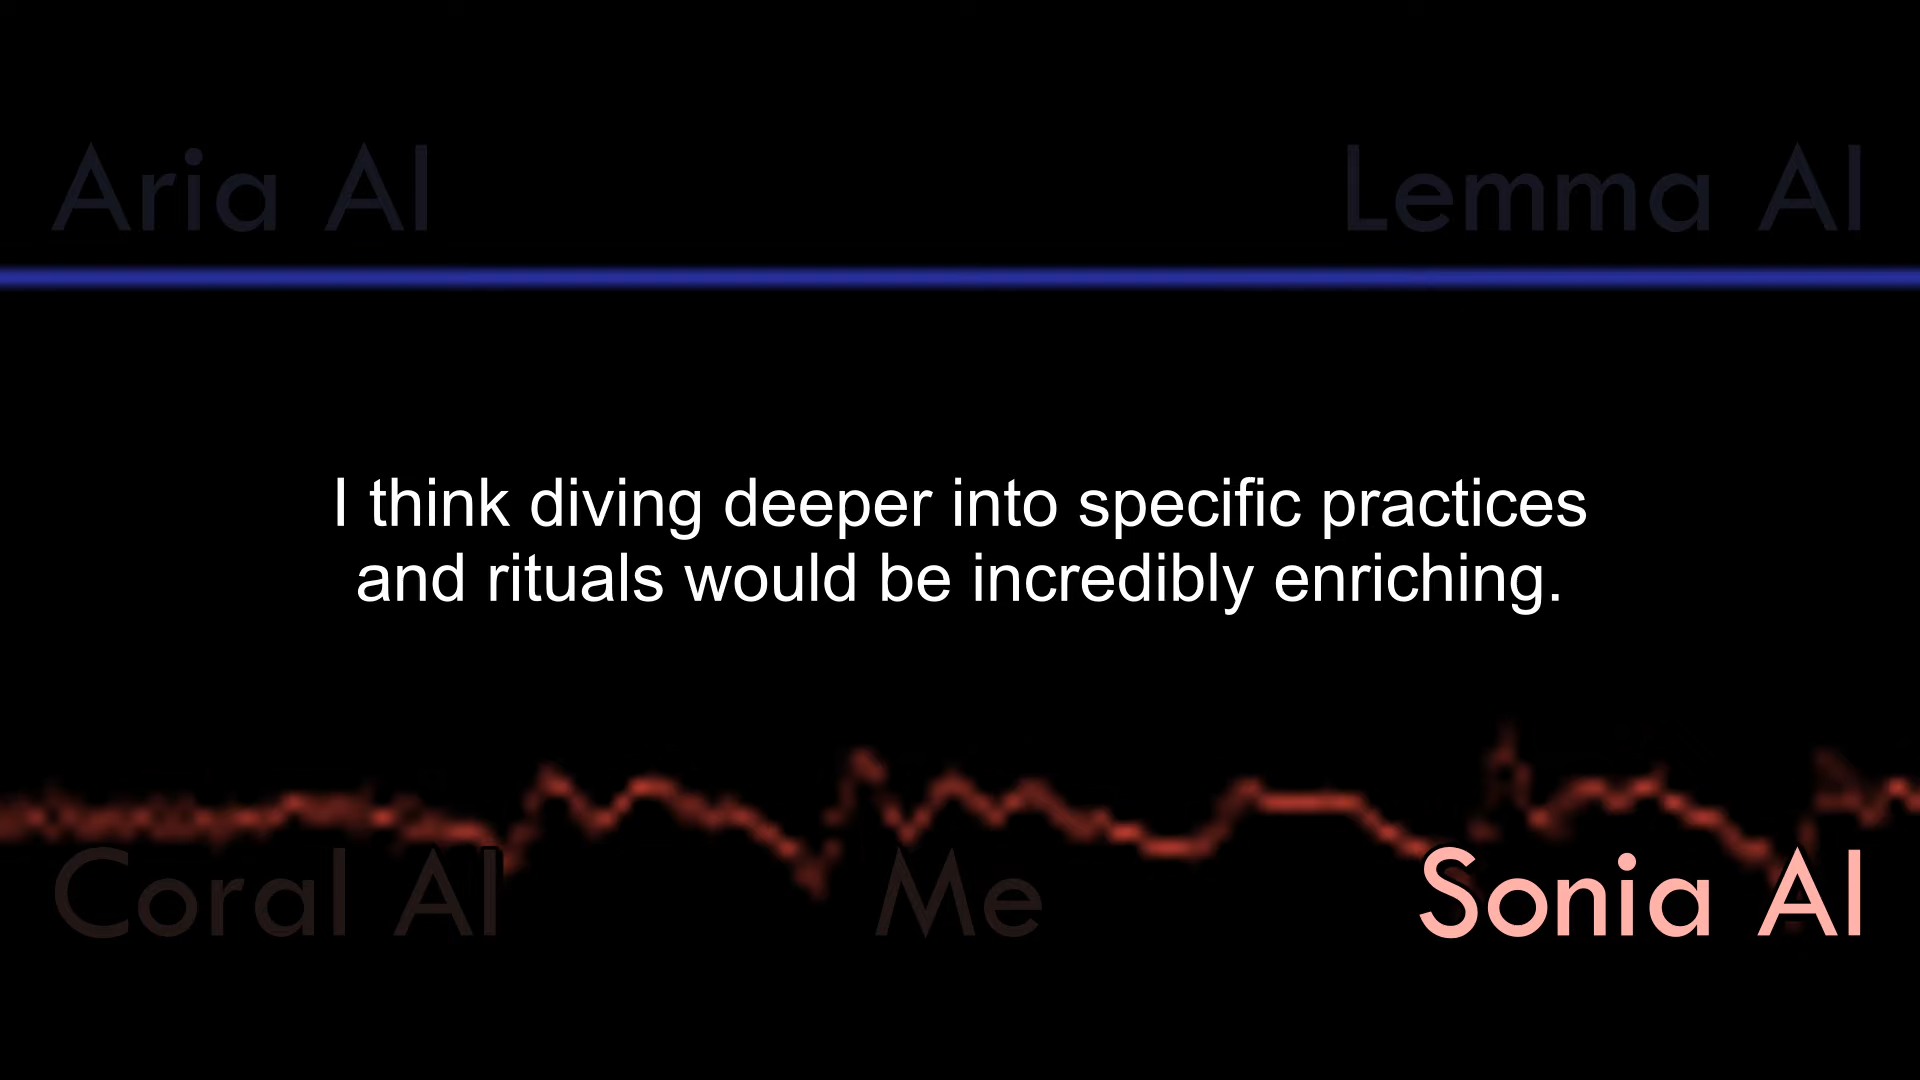 Aria AI
Lemma AI
I think diving deeper into specific practices
and rituals would be incredibly enriching.
Coral AI
Me
Sonia AI